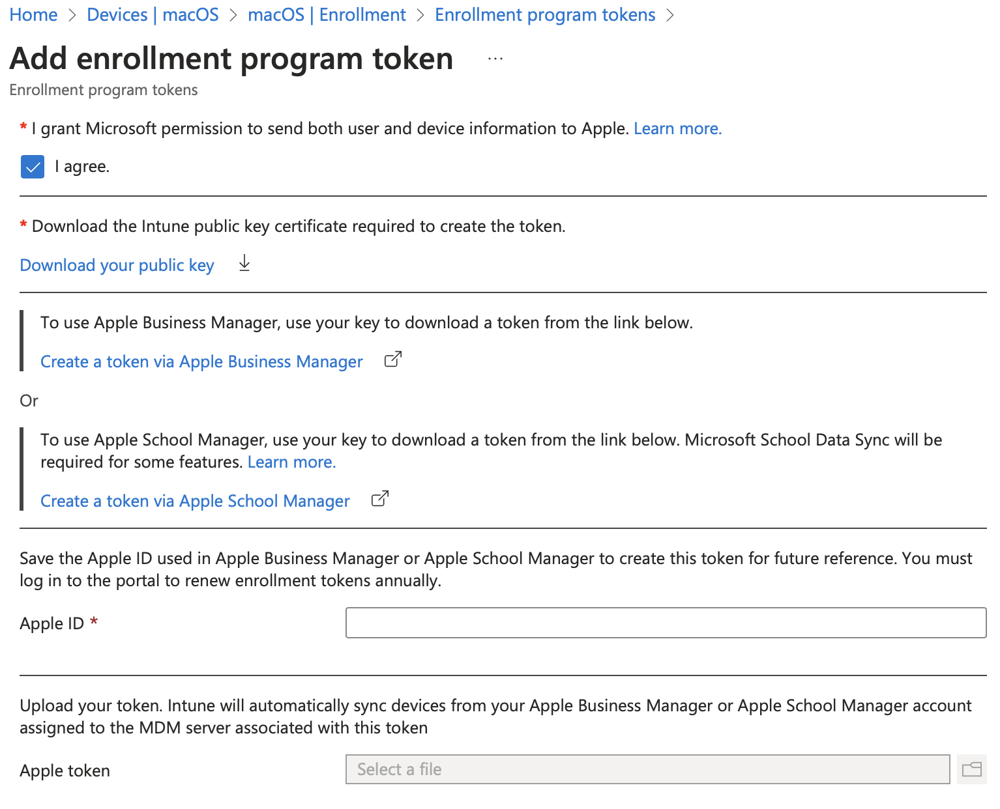 Home > Devices | macOS > macOS | Enrollment > Enrollment program tokens >
Add enrollment program token ...
Enrollment program tokens
* I grant Microsoft permission to send both user and device information to Apple. Learn more.
I agree.
* Download the Intune public key certificate required to create the token.
Download your public key
To use Apple Business Manager, use your key to download a token from the link below.
Create a token via Apple Business Manager
Or
To use Apple School Manager, use your key to download a token from the link below. Microsoft School Data Sync will be
required for some features. Learn more.
Create a token via Apple School Manager
Save the Apple ID used in Apple Business Manager or Apple School Manager to create this token for future reference. You must
log in to the portal to renew enrollment tokens annually.
Apple ID *
Upload your token. Intune will automatically sync devices from your Apple Business Manager or Apple School Manager account
assigned to the MDM server associated with this token
Apple token Select a file